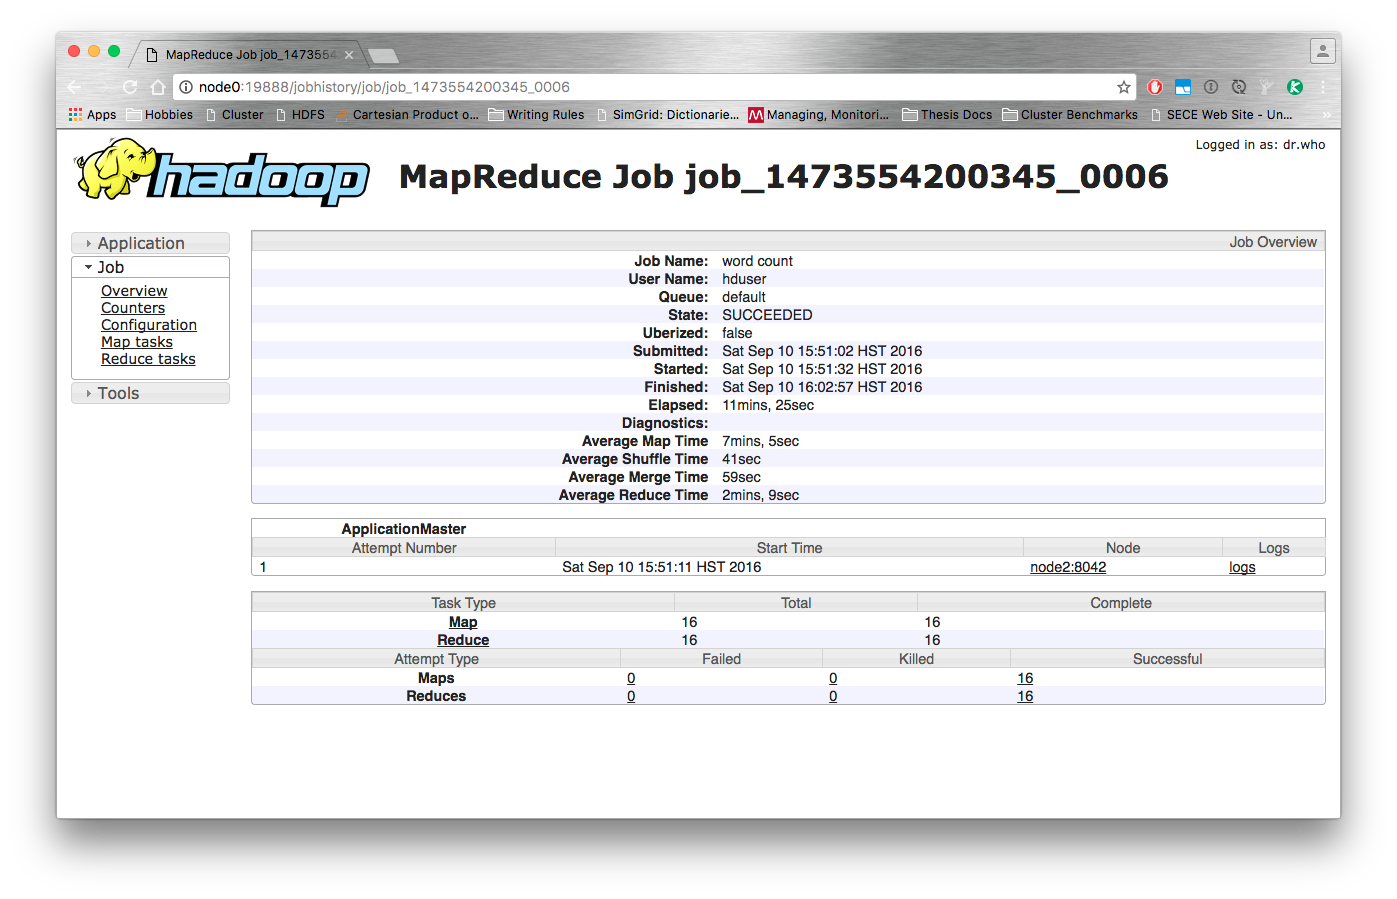 MapReduce Job job_1473554
node0:19888/jobhistory/job/job_1473554200345_0006
Apps Hobbies Cluster HDFS Cartesian Product o... Writing Rules SimGrid: Dictionarie... Managing, Monitori... Thesis Docs Cluster Benchmarks SECE Web Site - Un... »
Logged in as: dr.who
hadoop MapReduce Job job_1473554200345_0006
Application
Job
Overview
Counters
Configuration
Map tasks
Reduce tasks
Tools
Job Overview
Job Name: word count
User Name: hduser
Queue: default
State: SUCCEEDED
Uberized: false
Submitted: Sat Sep 10 15:51:02 HST 2016
Started: Sat Sep 10 15:51:32 HST 2016
Finished: Sat Sep 10 16:02:57 HST 2016
Elapsed: 11mins, 25sec
Diagnostics:
Average Map Time 7mins, 5sec
Average Shuffle Time 41sec
Average Merge Time 59sec
Average Reduce Time 2mins, 9sec
ApplicationMaster
Attempt Number Start Time Node Logs
1 Sat Sep 10 15:51:11 HST 2016 node2:8042 logs
Task Type Total Complete
Map 16 16
Reduce 16 16
Attempt Type Failed Killed Successful
Maps 0 0 16
Reduces 0 0 16